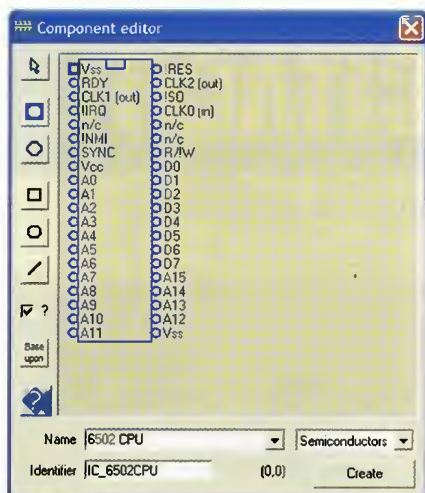 Component editor
Vss !RES
RDY CLK2 (out)
CLK1 (out) !SO
!IRQ CLK0 (in)
n/c n/c
!NMI n/c
SYNC R/!W
Vcc D0
A0 D1
A1 D2
A2 D3
A3 D4
A4 D5
A5 D6
A6 D7
A7 A15
A8 A14
A9 A13
A10 A12
A11 Vss
?
Base upon
?
Name 6502 CPU Semiconductors
Identifier IC_6502CPU (0,0) Create